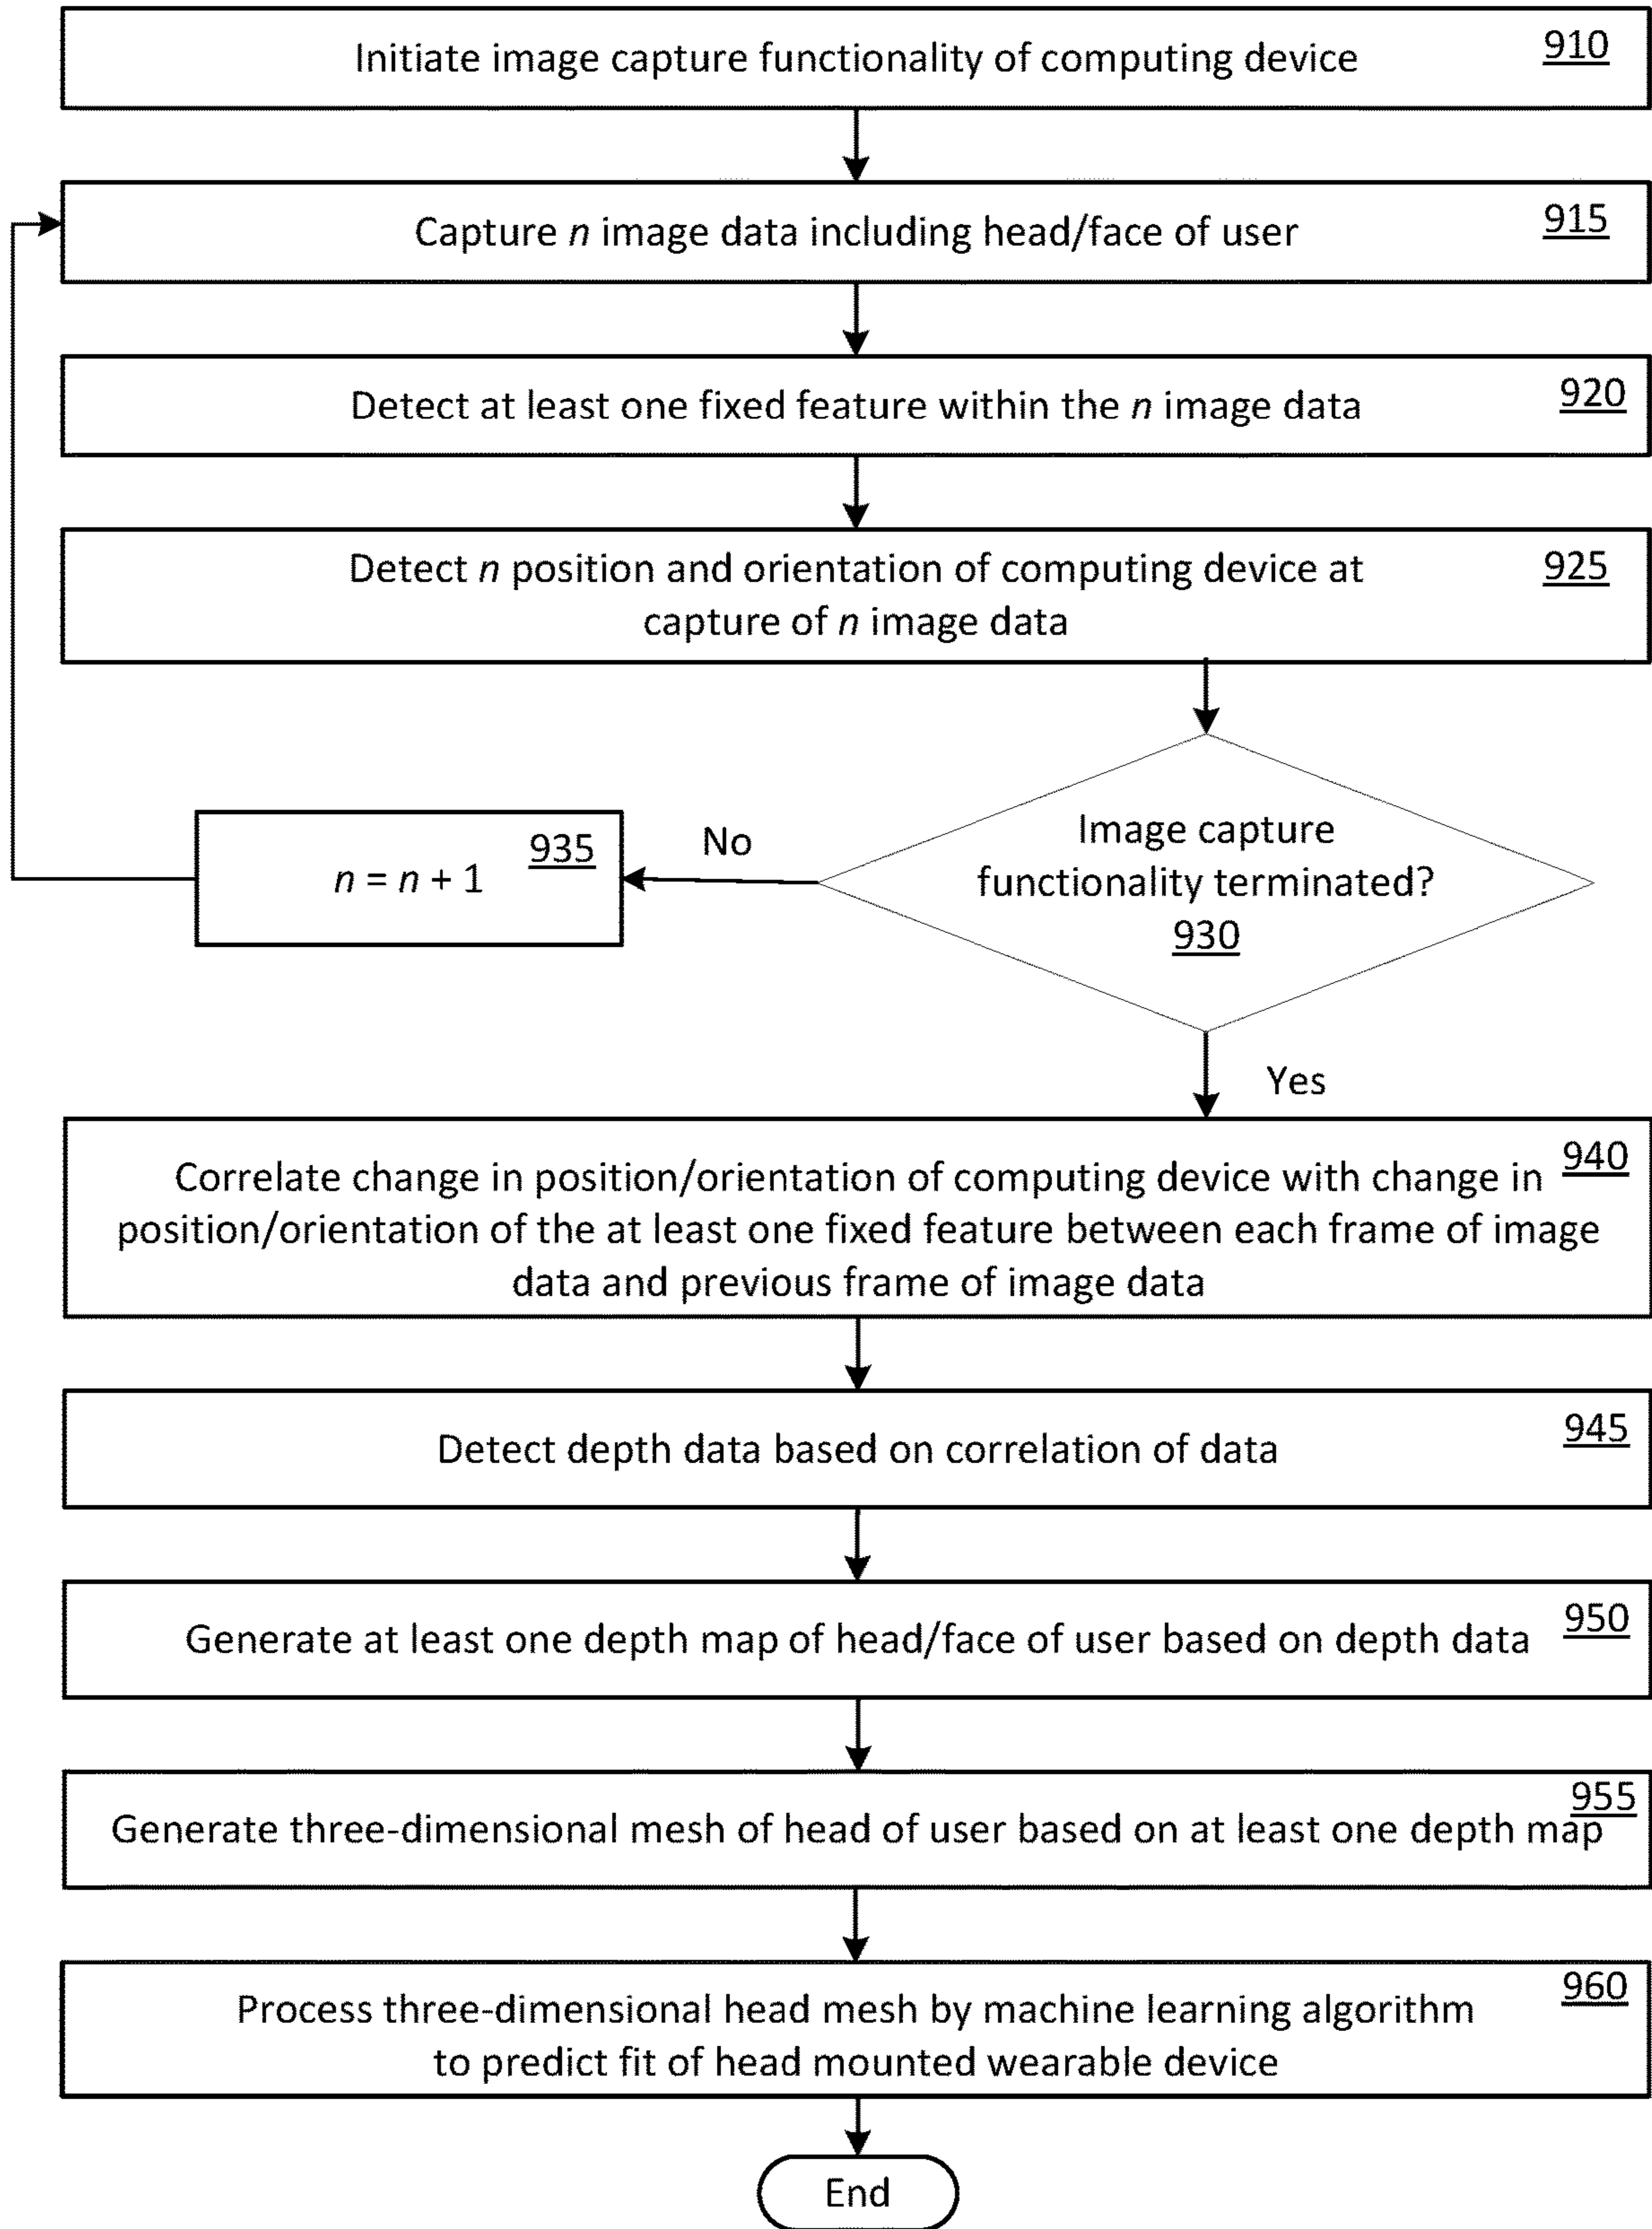 Initiate image capture functionality of computing device 910
Capture n image data including head/face of user 915
Detect at least one fixed feature within the n image data 920
Detect n position and orientation of computing device at 925
capture of n image data
Image capture
functionality terminated?
930
No
n = n + 1 935
Yes
Correlate change in position/orientation of computing device with change in 940
position/orientation of the at least one fixed feature between each frame of image
data and previous frame of image data
Detect depth data based on correlation of data 945
Generate at least one depth map of head/face of user based on depth data 950
Generate three-dimensional mesh of head of user based on at least one depth map 955
Process three-dimensional head mesh by machine learning algorithm 960
to predict fit of head mounted wearable device
End